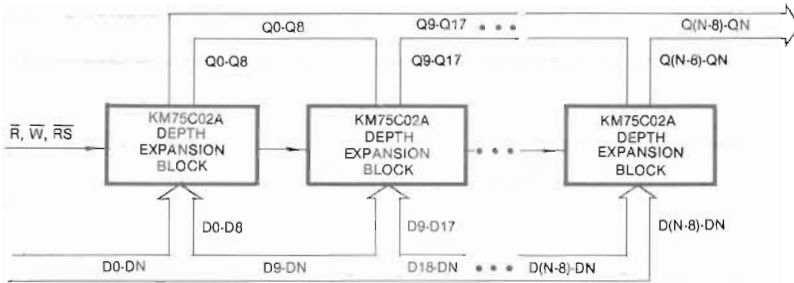 Q0-Q8
Q9-Q17 • • •
Q(N-8)-QN
Q0-Q8
Q9-Q17
Q(N-8)-QN
R̅, W̅, R̅S̅
KM75C02A
DEPTH
EXPANSION
BLOCK
KM75C02A
DEPTH
EXPANSION
BLOCK
• • •
KM75C02A
DEPTH
EXPANSION
BLOCK
D0-D8
D9-D17
D(N-8)-DN
D0-DN
D9-DN
D18-DN • • • D(N-8)-DN